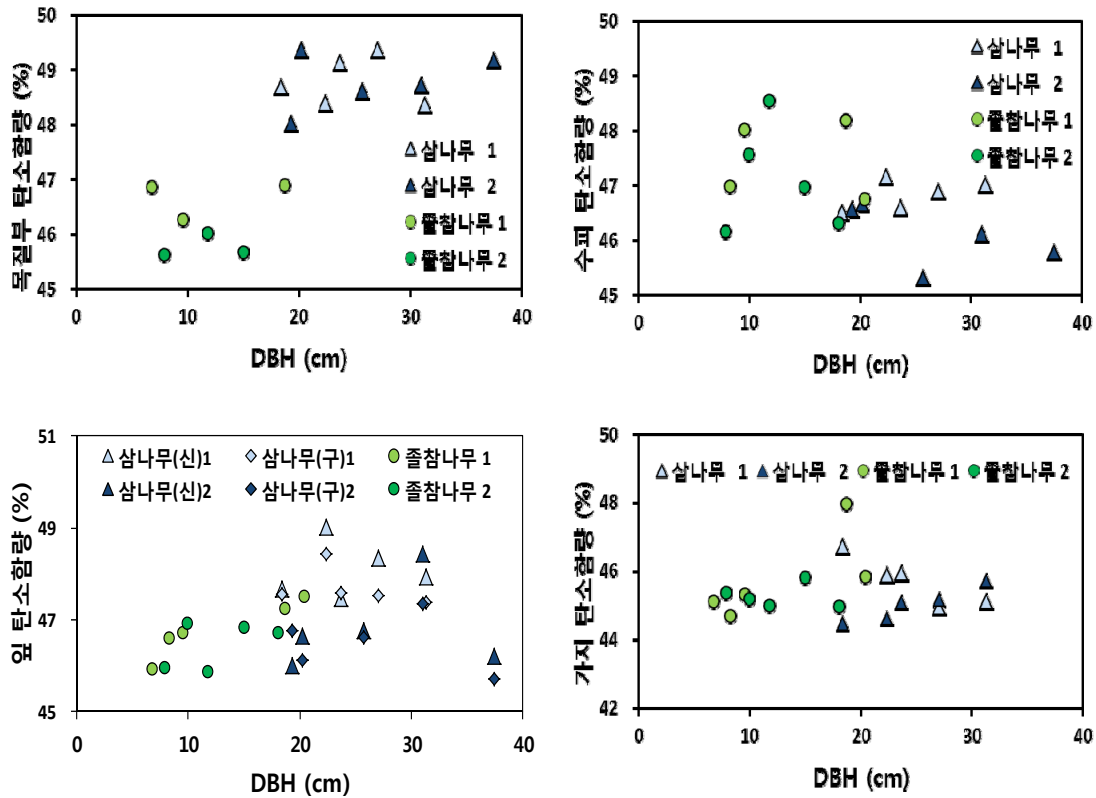 50
49
48
47
46
45
0
10
20
30
40
목질부 탄소함량 (%)
DBH (cm)
삼나무 1
삼나무 2
졸참나무 1
졸참나무 2
50
49
48
47
46
45
0
10
20
30
40
수피 탄소함량 (%)
DBH (cm)
삼나무 1
삼나무 2
졸참나무 1
졸참나무 2
51
49
47
45
0
10
20
30
40
잎 탄소함량 (%)
DBH (cm)
삼나무(신)1 삼나무(구)1 졸참나무 1
삼나무(신)2 삼나무(구)2 졸참나무 2
50
48
46
44
42
0
10
20
30
40
가지 탄소함량 (%)
DBH (cm)
삼나무 1 삼나무 2 졸참나무 1 졸참나무 2